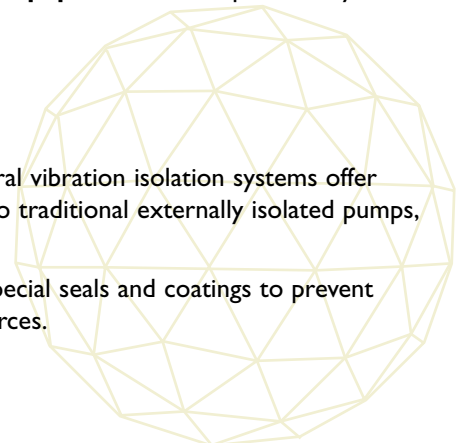 ral vibration isolation systems offer
o traditional externally isolated pumps,
pecial seals and coatings to prevent
rces.